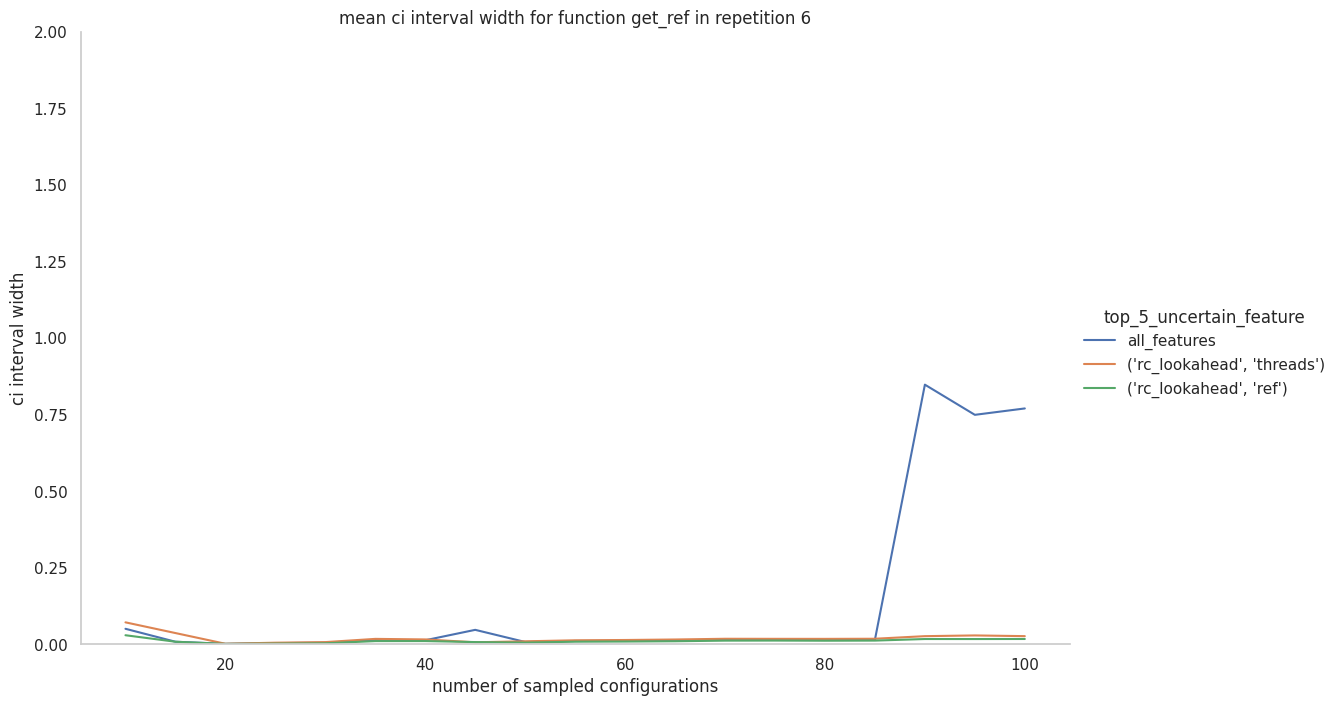 mean ci interval width for function get_ref in repetition 6
2.00
1.75
1.50
1.25
1.00
0.75
0.50
0.25
0.00
ci interval width
20
40
60
80
100
number of sampled configurations
top_5_uncertain_feature
all_features
('rc_lookahead', 'threads')
('rc_lookahead', 'ref')